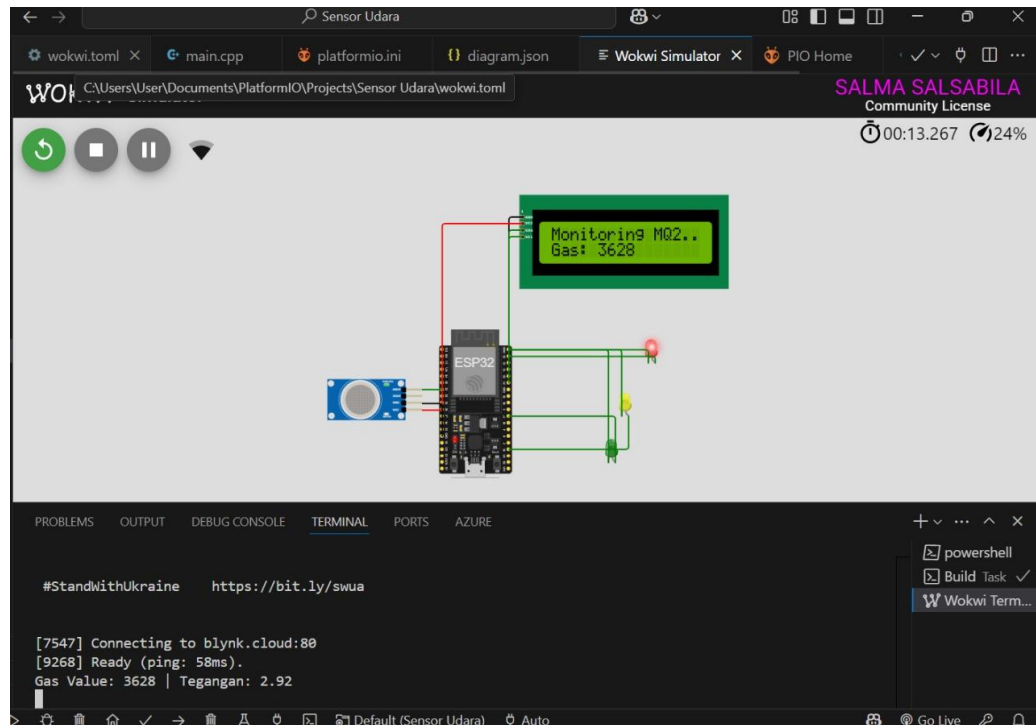 Sensor Udara
wokwi.toml
main.cpp
platformio.ini
diagram.json
Wokwi Simulator
PIO Home
C:\Users\User\Documents\PlatformIO\Projects\Sensor Udara\wokwi.toml
SALMA SALSABILA
Community License
00:13.267
24%
Monitoring MQ2..
Gas: 3628
ESP32
PROBLEMS
OUTPUT
DEBUG CONSOLE
TERMINAL
PORTS
AZURE
powershell
Build Task
Wokwi Term...
#StandWithUkraine https://bit.ly/swua
[7547] Connecting to blynk.cloud:80
[9268] Ready (ping: 58ms).
Gas Value: 3628 | Tegangan: 2.92
Default (Sensor Udara)
Auto
Go Live